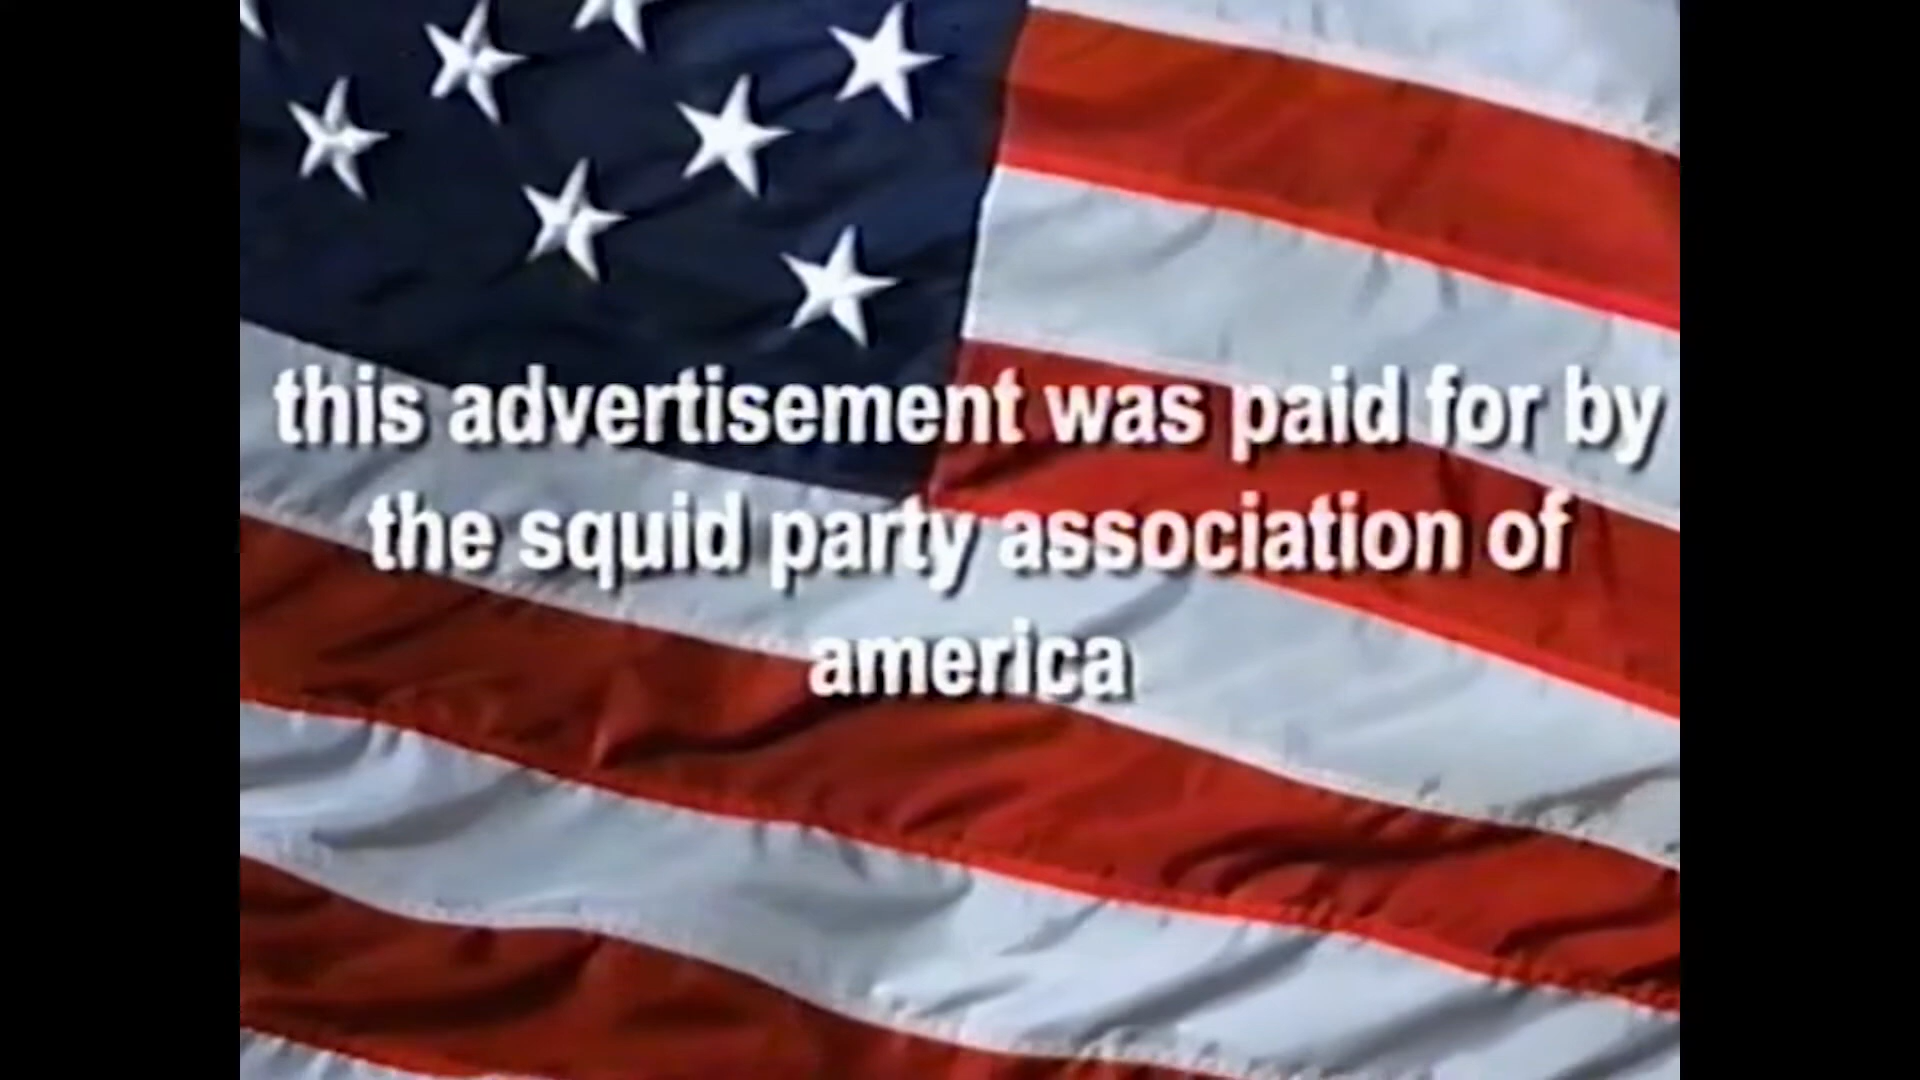 this advertisement was paid for by
the squid party association of
america